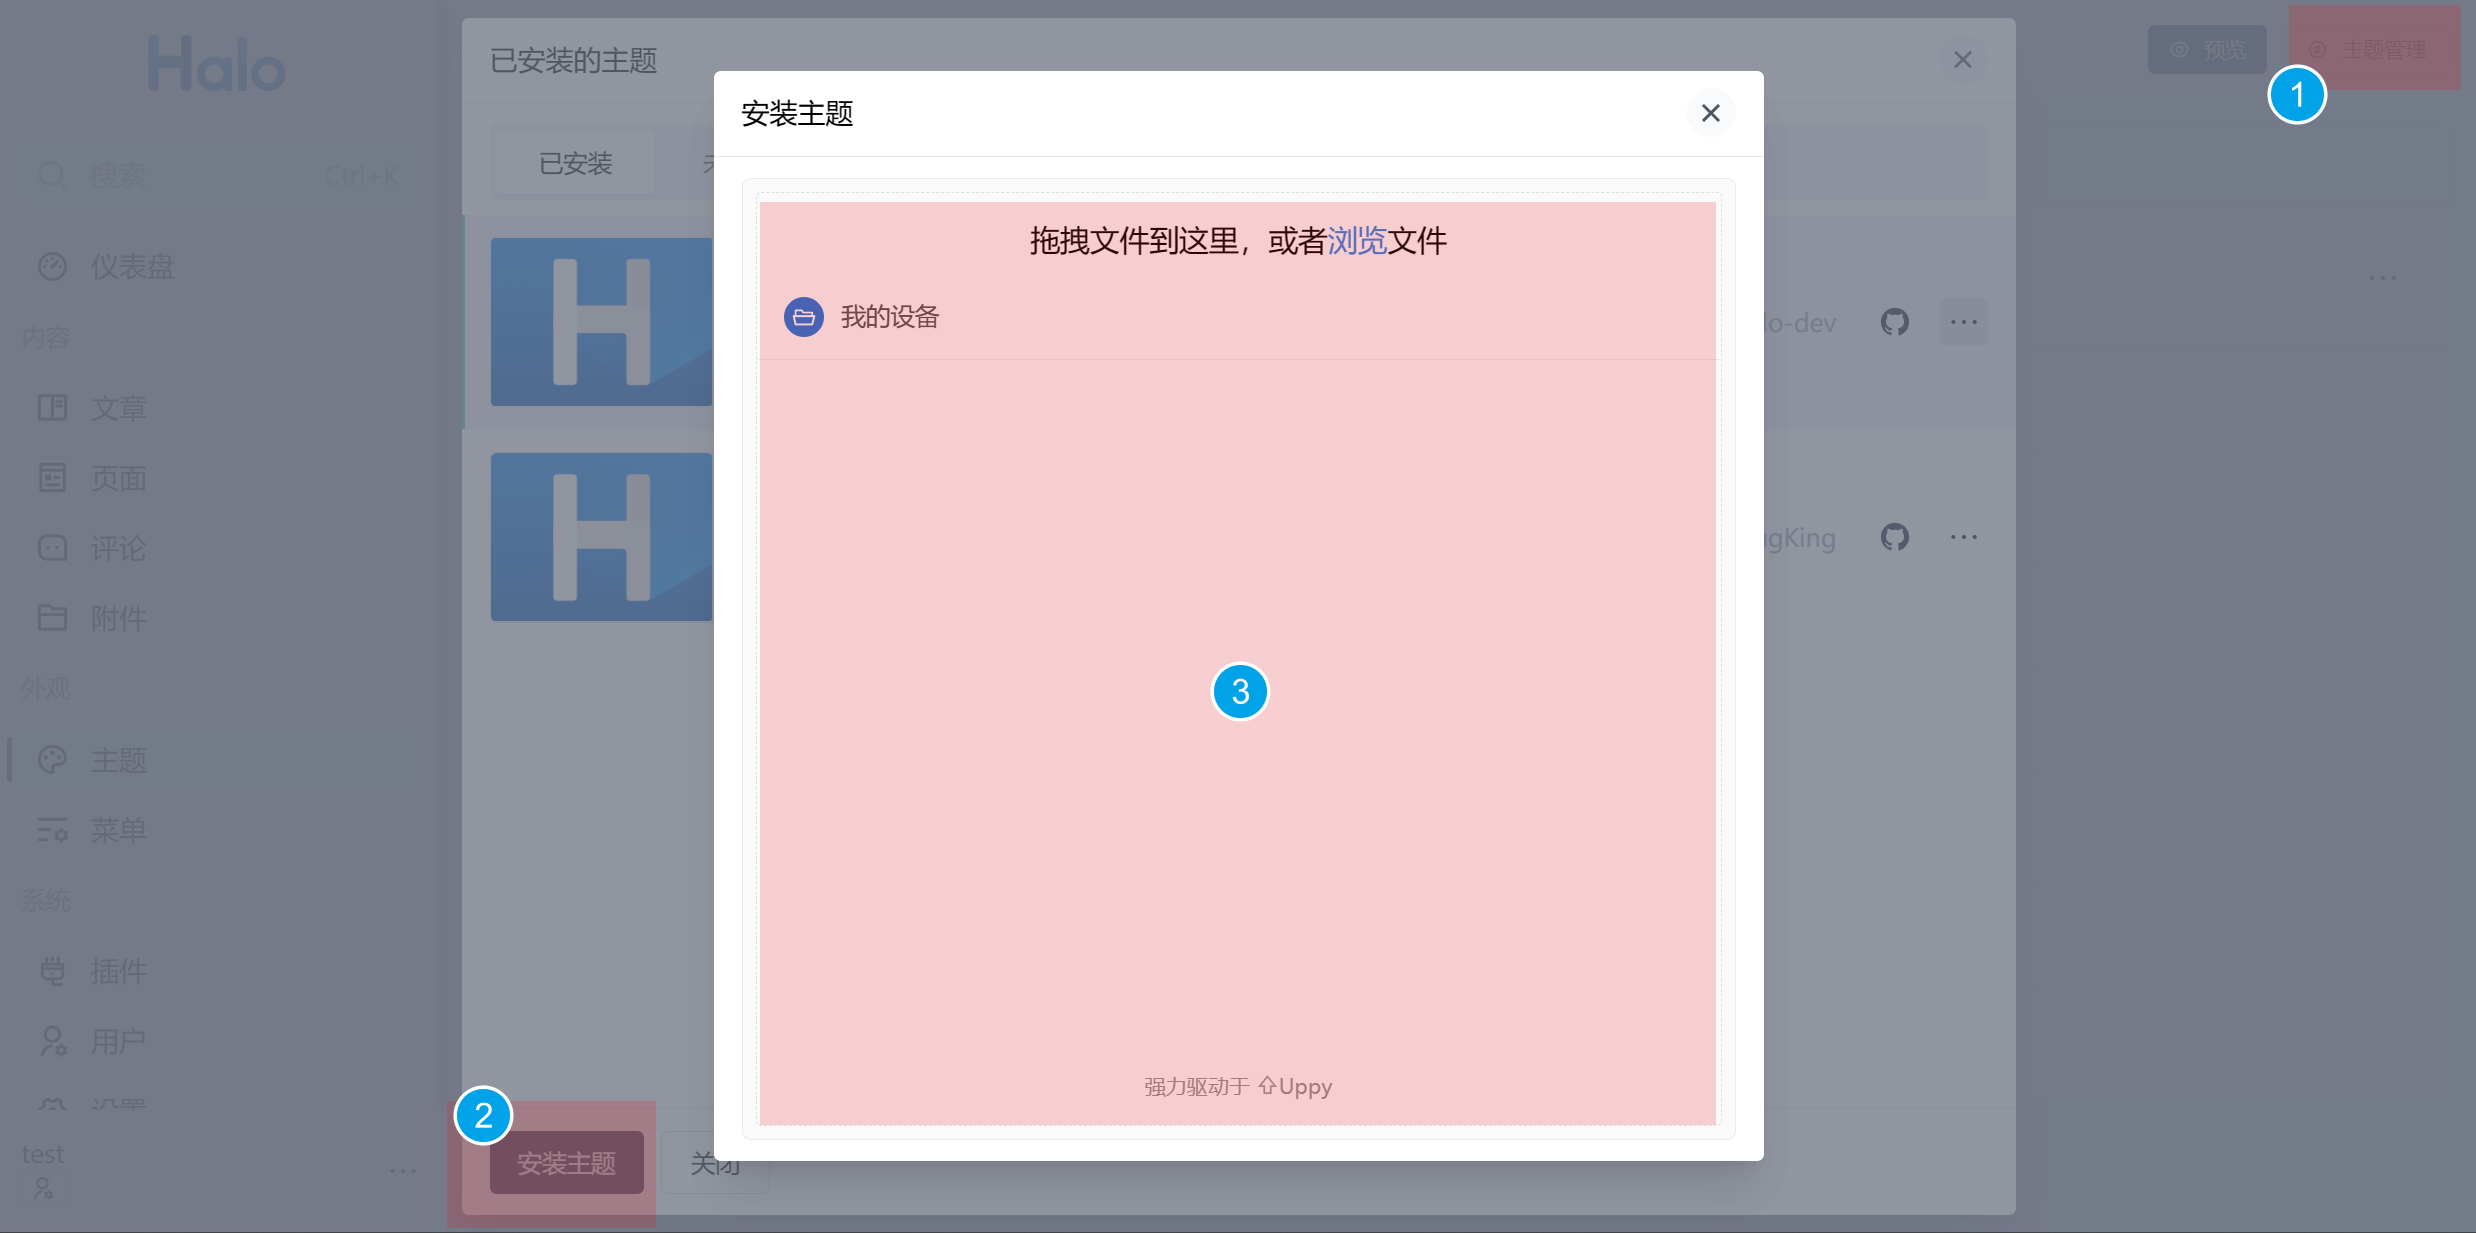 Halo
搜索 Ctrl+K
仪表盘
内容
文章
页面
评论
附件
外观
主题
菜单
系统
插件
用户
设置
test
已安装的主题
已安装
lo-dev
gKing
安装主题 关闭
2
安装主题
拖拽文件到这里，或者浏览文件
我的设备
3
强力驱动于 Uppy
预览 主题管理
1